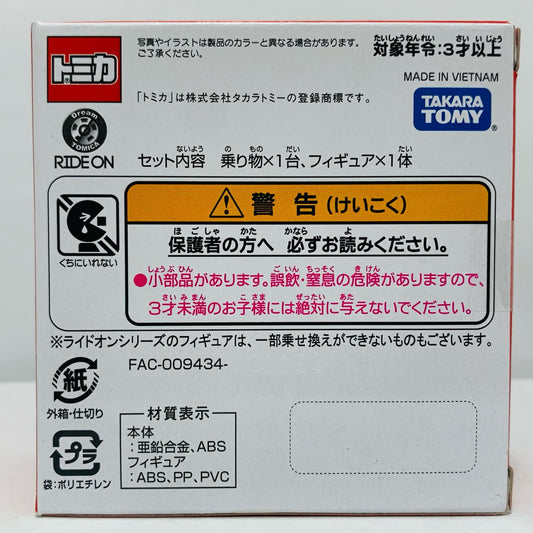 トミカ
写真やイラストは製品のカラーと異なる場合があります。
ご了承ください。
たいしょうねんれい さい いじょう
対象年令:3才以上
MADE IN VIETNAM
「トミカ」は株式会社タカラトミーの登録商標です。
TAKARA
TOMY
®
Dream
TOMICA
RIDE ON
ないよう の もの だい たい
セット内容 乗り物×1台、フィギュア×1体
警告(けいこく)
ほ ご しゃ かた かなら よ
保護者の方へ 必ずお読みください。
くちにいれない
しょう ぶ ひん ご いん ちっそく き けん
●小部品があります。誤飲・窒息の危険がありますので、
さい み まん こ さま ぜったい あた
3才未満のお子様には絶対に与えないでください。
※ライドオンシリーズのフィギュアは、一部乗せ換えができないものもございます。
FAC-009434-
紙
外箱・仕切り
材質表示
本体
:亜鉛合金、ABS
フィギュア
:ABS、PP、PVC
プラ
袋:ポリエチレン